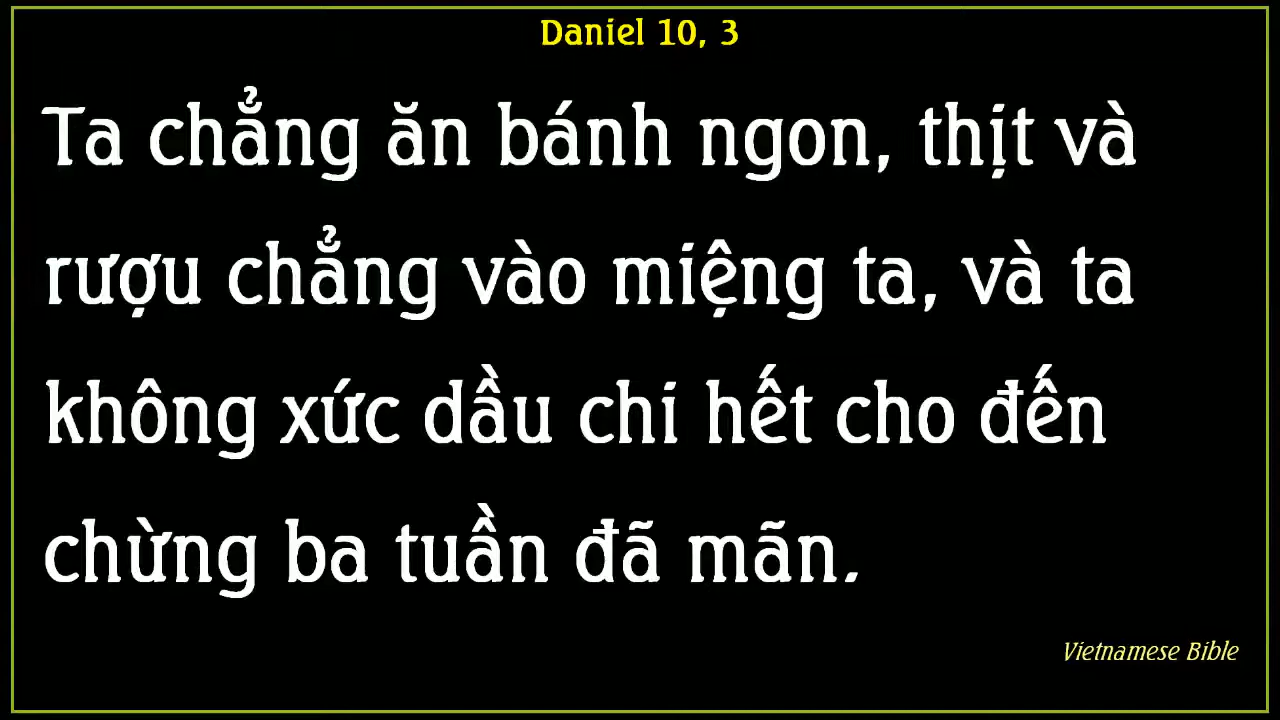 Daniel 10, 3
Ta chẳng ăn bánh ngon, thịt và
rượu chẳng vào miệng ta, và ta
không xức dầu chi hết cho đến
chừng ba tuần đã mãn.
Vietnamese Bible